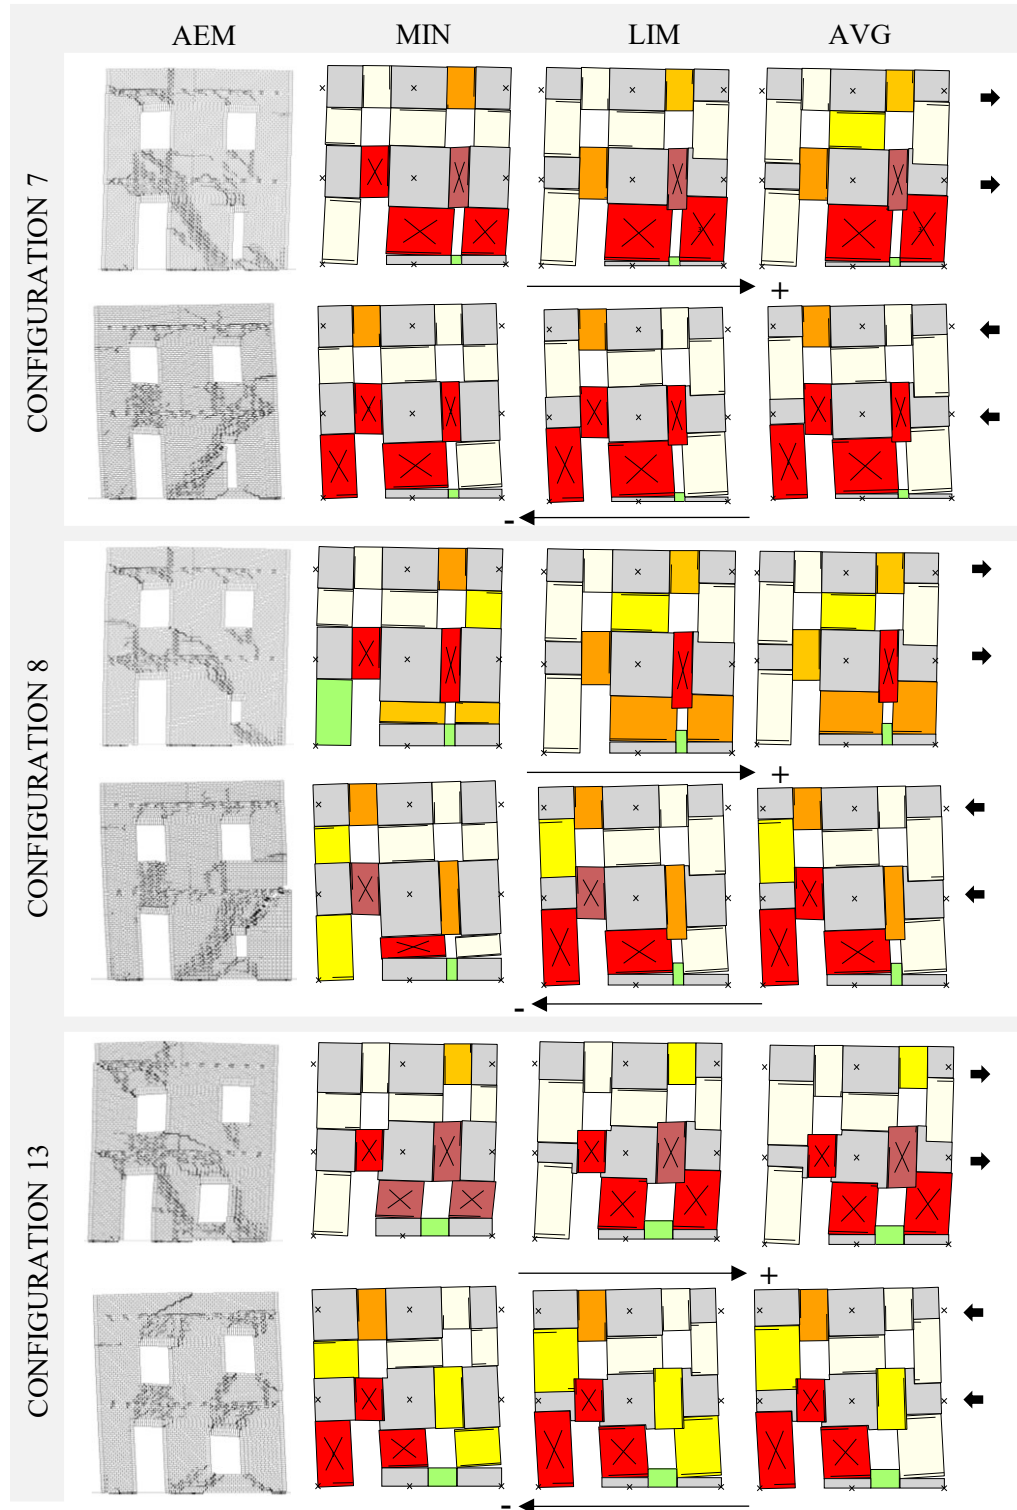 AEM MIN LIM AVG
CONFIGURATION 7
+
-
CONFIGURATION 8
+
-
CONFIGURATION 13
+
-